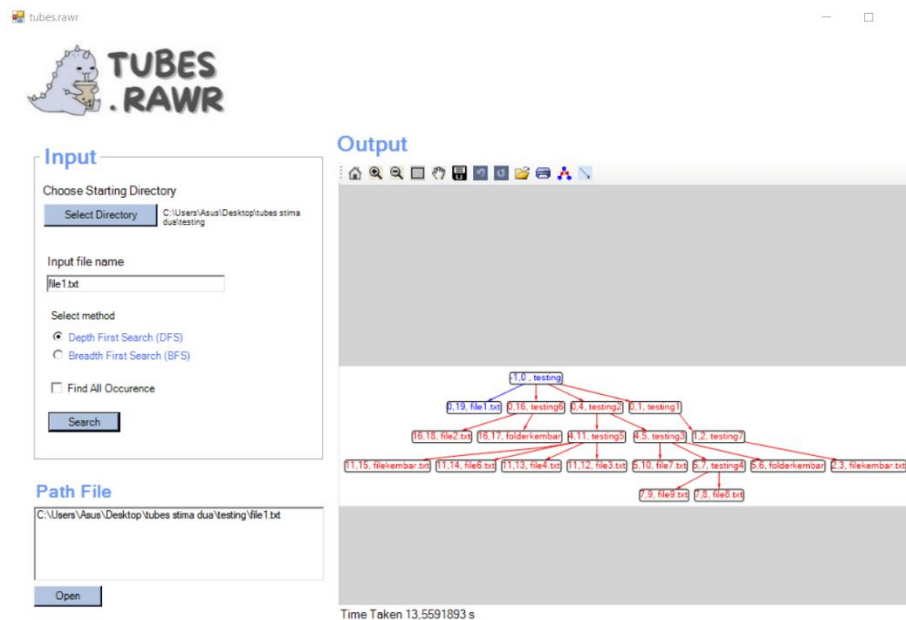 tubes.rawr
TUBES
.RAWR
Input
Choose Starting Directory
Select Directory
C:\Users\Asus\Desktop\tubes stima
dua\testing
Input file name
file1.txt
Select method
Depth First Search (DFS)
Breadth First Search (BFS)
Find All Occurence
Search
Path File
C:\Users\Asus\Desktop\tubes stima dua\testing\file1.txt
Open
Output
-1,0 , testing
0,19, file1.txt 0,16, testing6 0,4, testing2 0,1, testing1
16,18, file2.txt 16,17, folderkembar 4,11, testing5 4,5, testing3 1,2, testing7
11,15, filekembar.txt 11,14, file6.txt 11,13, file4.txt 11,12, file3.txt 5,10, file7.txt 5,7, testing4 5,6, folderkembar 2,3, filekembar.txt
7,9, file9.txt 7,8, file8.txt
Time Taken 13,5591893 s